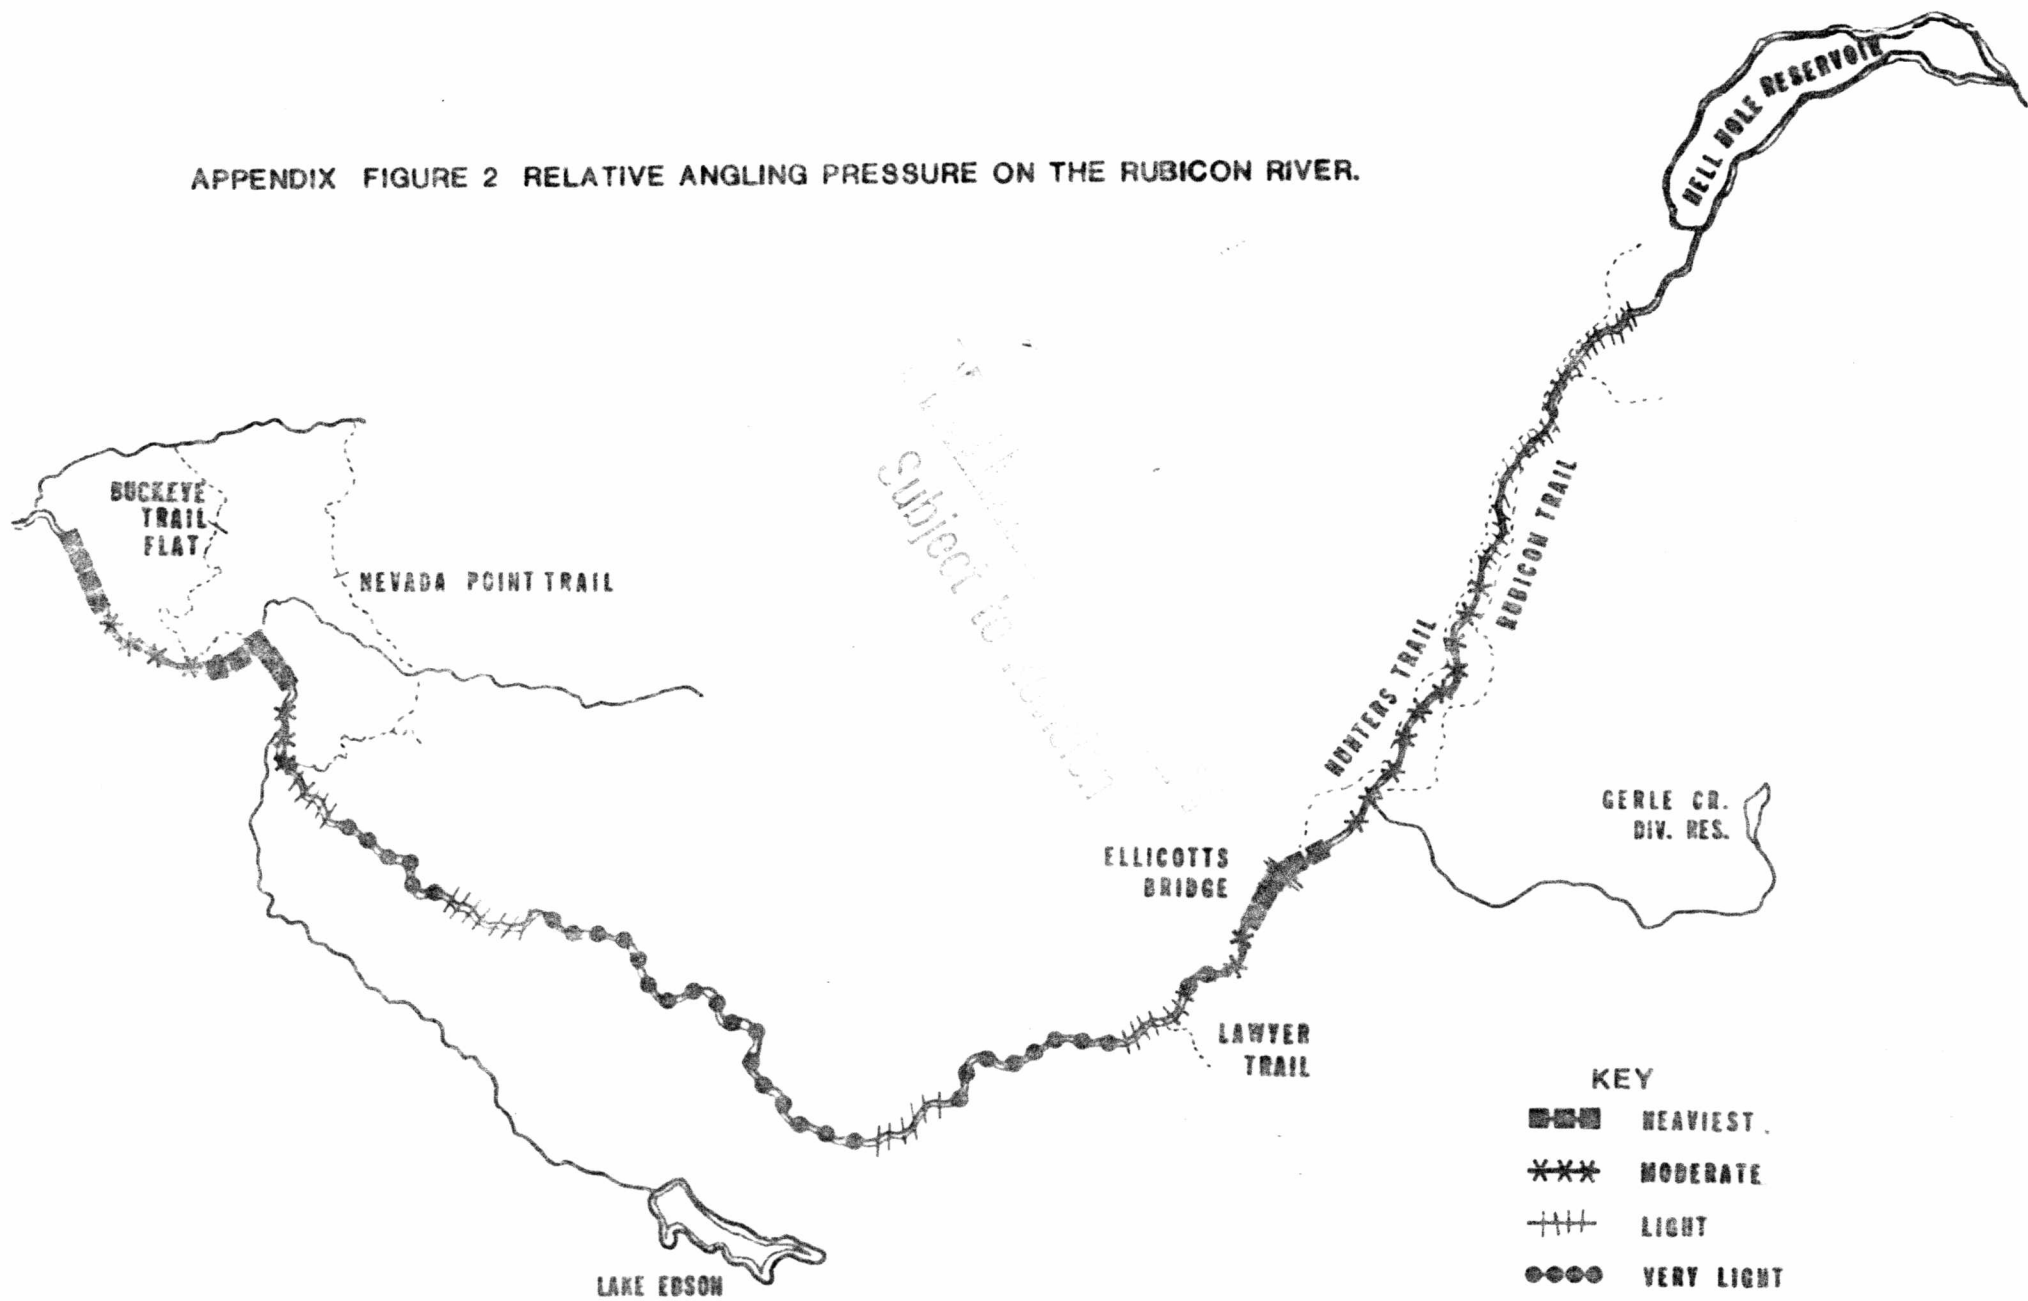 APPENDIX FIGURE 2 RELATIVE ANGLING PRESSURE ON THE RUBICON RIVER.
HELL HOLE RESERVOIR
BUCKEYE
TRAIL
FLAT
NEVADA POINT TRAIL
Subject to
RUBICON TRAIL
HUNTERS TRAIL
GERLE CR.
DIV. RES.
ELLICOTTS
BRIDGE
LAWYER
TRAIL
KEY
HEAVIEST
MODERATE
LIGHT
VERY LIGHT
LAKE EDSON